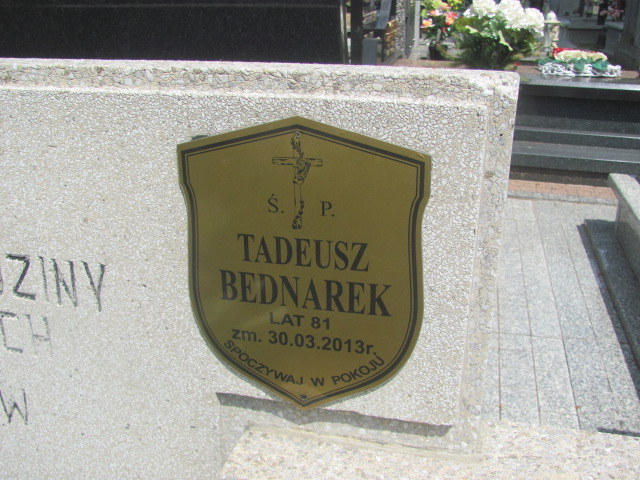 Ś. P.
TADEUSZ
BEDNAREK
LAT 81
zm. 30.03.2013r.
SPOCZYWAJ W POKOJU